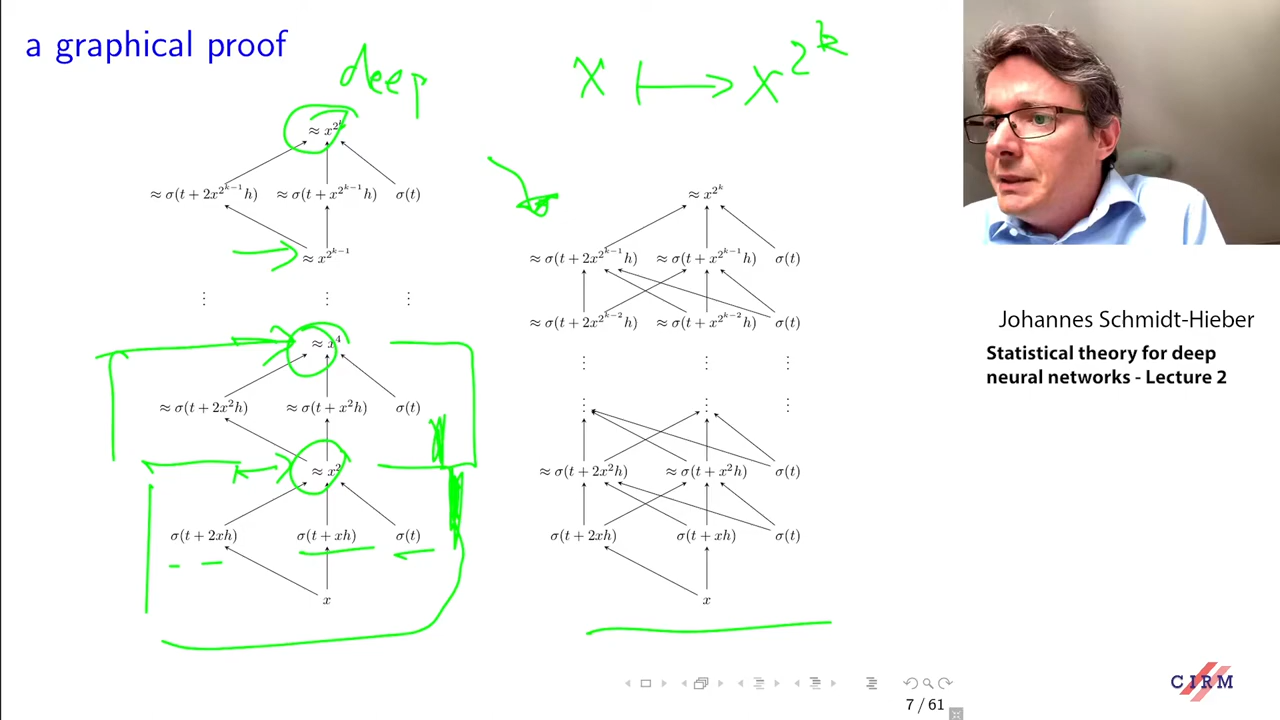 a graphical proof
deep
x ↦ x^{2^k}
≈ x^{2^k}
≈ σ(t + 2x^{2^{k−1}}h) ≈ σ(t + x^{2^{k−1}}h) σ(t)
≈ x^{2^{k−1}}
⋮ ⋮ ⋮
≈ x^4
≈ σ(t + 2x^2h) ≈ σ(t + x^2h) σ(t)
≈ x^2
σ(t + 2xh) σ(t + xh) σ(t)
x
≈ x^{2^k}
≈ σ(t + 2x^{2^{k−1}}h) ≈ σ(t + x^{2^{k−1}}h) σ(t)
≈ σ(t + 2x^{2^{k−2}}h) ≈ σ(t + x^{2^{k−2}}h) σ(t)
⋮ ⋮ ⋮
⋮ ⋮ ⋮
≈ σ(t + 2x^2h) ≈ σ(t + x^2h) σ(t)
σ(t + 2xh) σ(t + xh) σ(t)
x
Johannes Schmidt-Hieber
Statistical theory for deep
neural networks - Lecture 2
CIRM
7 / 61